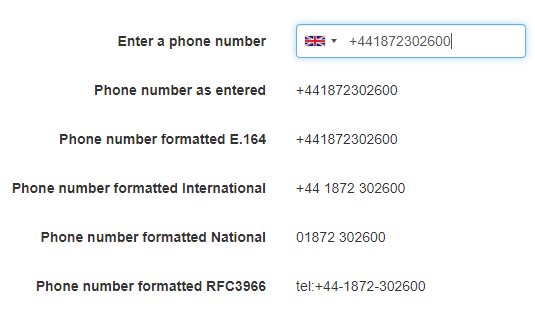 Enter a phone number +441872302600
Phone number as entered +441872302600
Phone number formatted E.164 +441872302600
Phone number formatted International +44 1872 302600
Phone number formatted National 01872 302600
Phone number formatted RFC3966 tel:+44-1872-302600